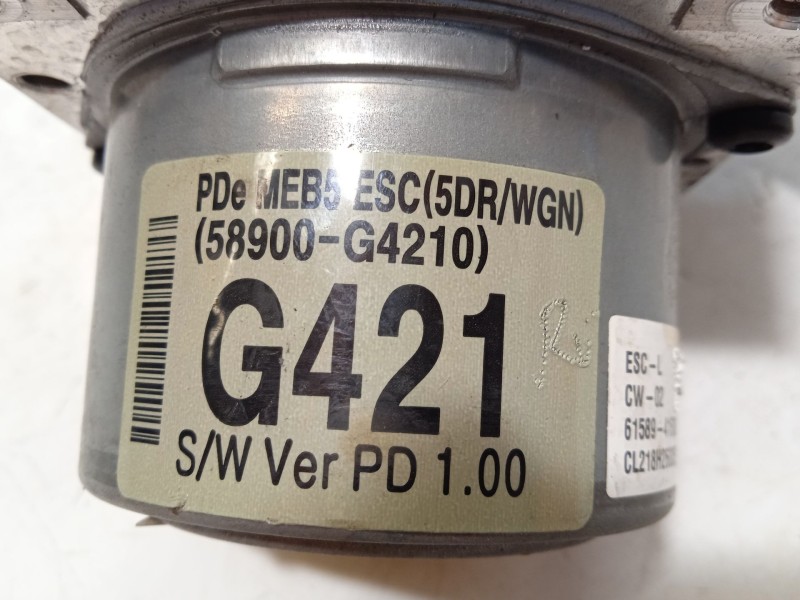 PDe MEB5 ESC(5DR/WGN)
(58900-G4210)
G421
S/W Ver PD 1.00
ESC-L
CW-02